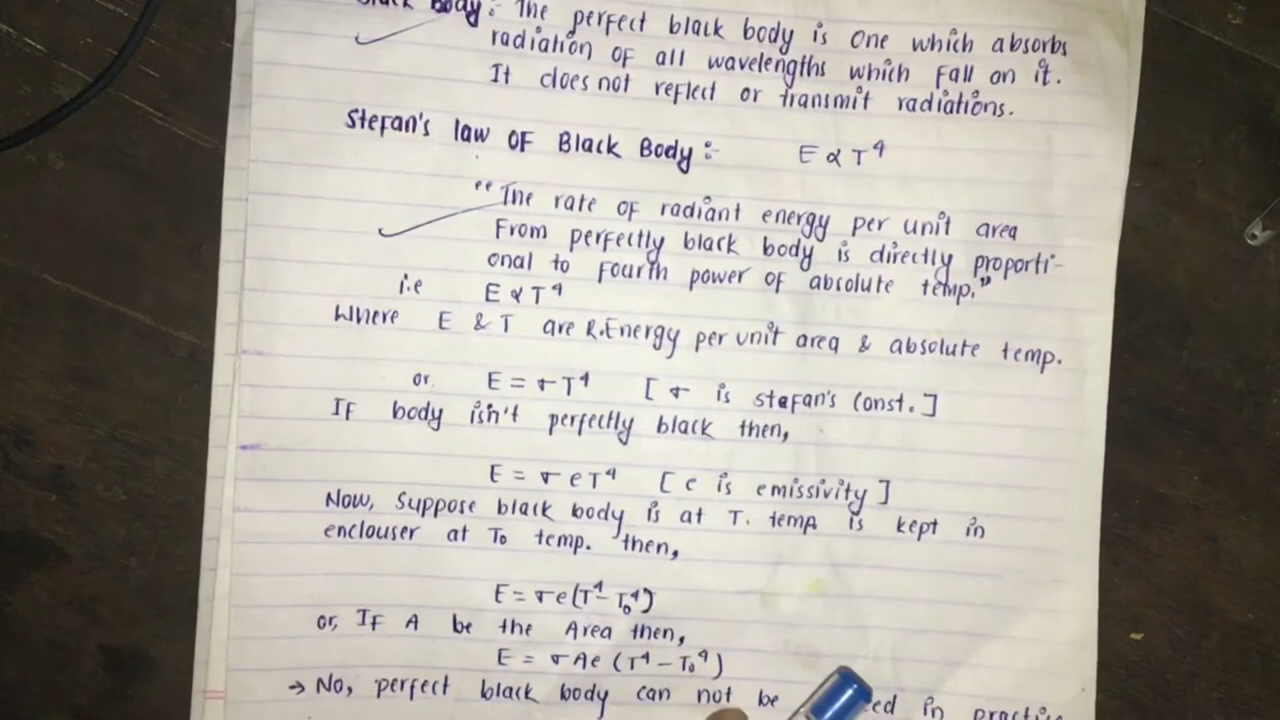 Black Body: The perfect black body is one which absorbs
radiation of all wavelengths which fall on it.
It does not reflect or transmit radiations.
Stefan's law of Black Body :- E ∝ T⁴
"The rate of radiant energy per unit area
From perfectly black body is directly proporti-
onal to fourth power of absolute temp."
i.e E ∝ T⁴
Where E & T are R.Energy per unit area & absolute temp.
or E = σT⁴ [σ is stefan's const.]
If body isn't perfectly black then,
E = σeT⁴ [e is emissivity]
Now, suppose black body is at T. temp is kept in
enclouser at T₀ temp. then,
E = σe(T⁴ - T₀⁴)
or, If A be the Area then,
E = σAe (T⁴ - T₀⁴)
→ No, perfect black body can not be in